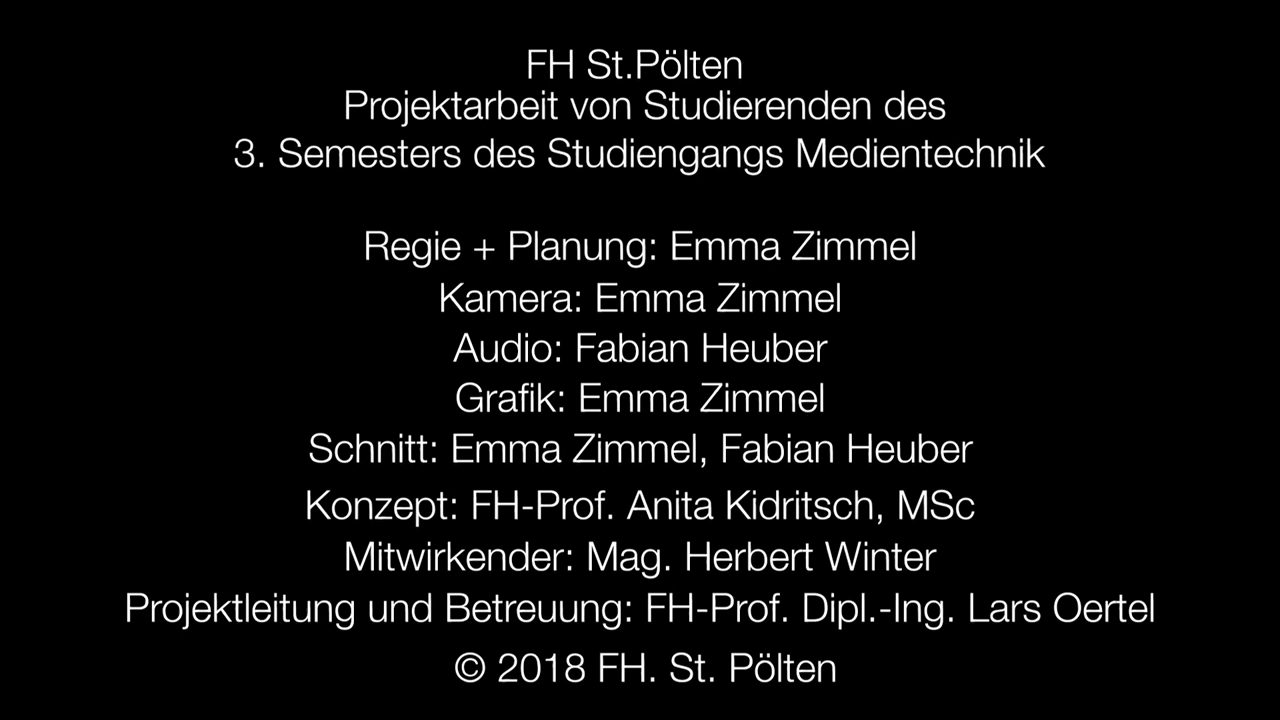 FH St.Pölten
Projektarbeit von Studierenden des
3. Semesters des Studiengangs Medientechnik
Regie + Planung: Emma Zimmel
Kamera: Emma Zimmel
Audio: Fabian Heuber
Grafik: Emma Zimmel
Schnitt: Emma Zimmel, Fabian Heuber
Konzept: FH-Prof. Anita Kidritsch, MSc
Mitwirkender: Mag. Herbert Winter
Projektleitung und Betreuung: FH-Prof. Dipl.-Ing. Lars Oertel
© 2018 FH. St. Pölten